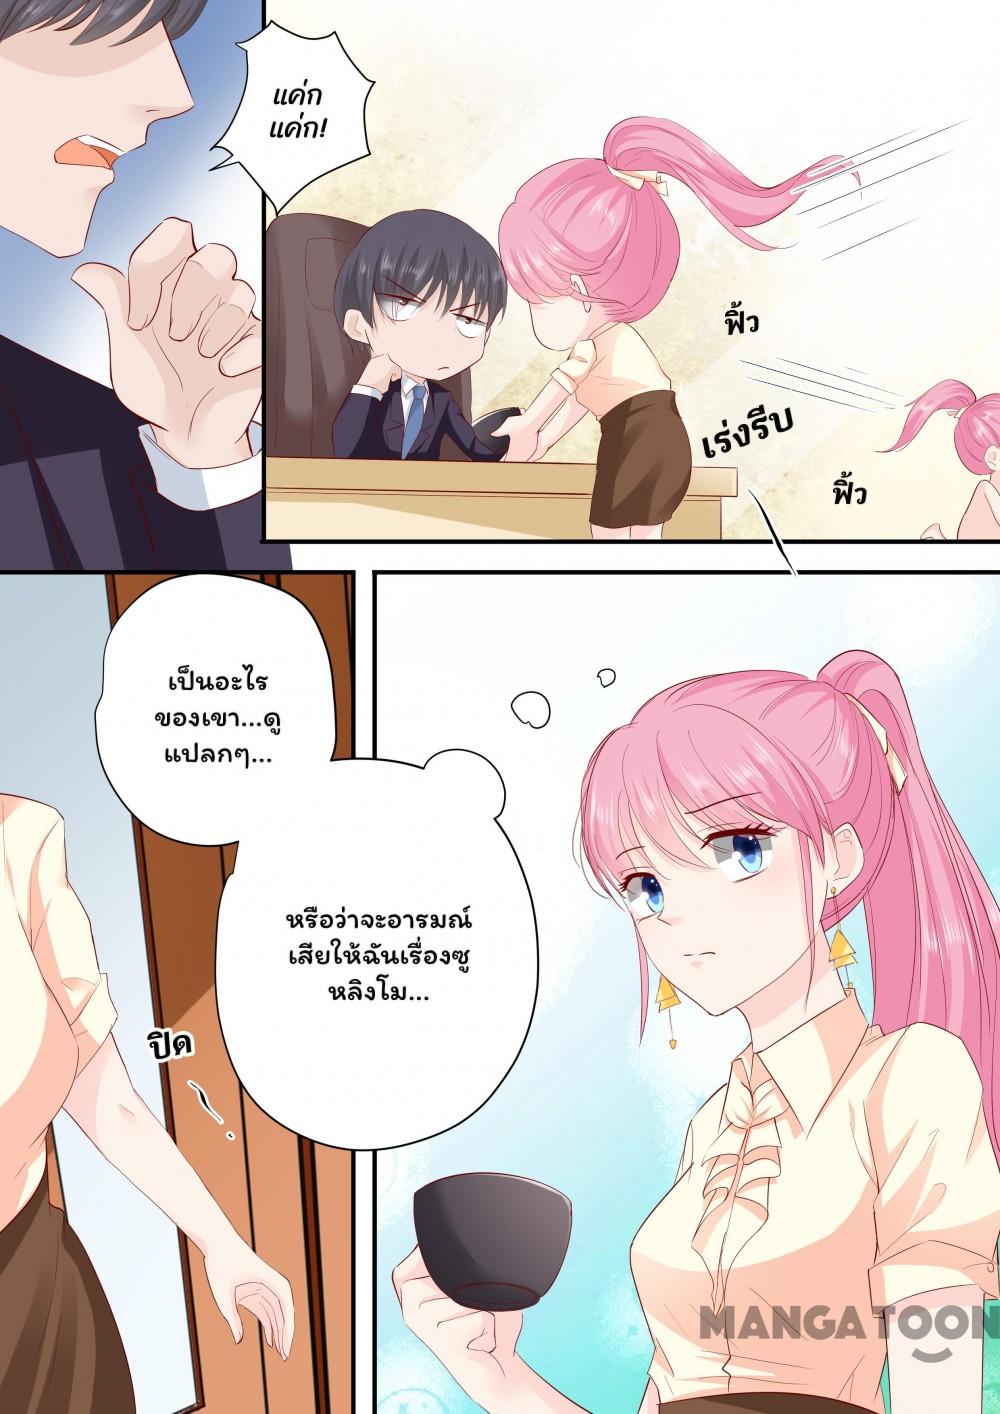 แค่ก
แค่ก!
ฟิ้ว
เร่งรีบ
ฟิ้ว
เป็นอะไร
ของเขา...ดู
แปลกๆ...
หรือว่าจะอารมณ์
เสียให้ฉันเรื่องซู
หลิงโม...
ปิด
MANGATOON